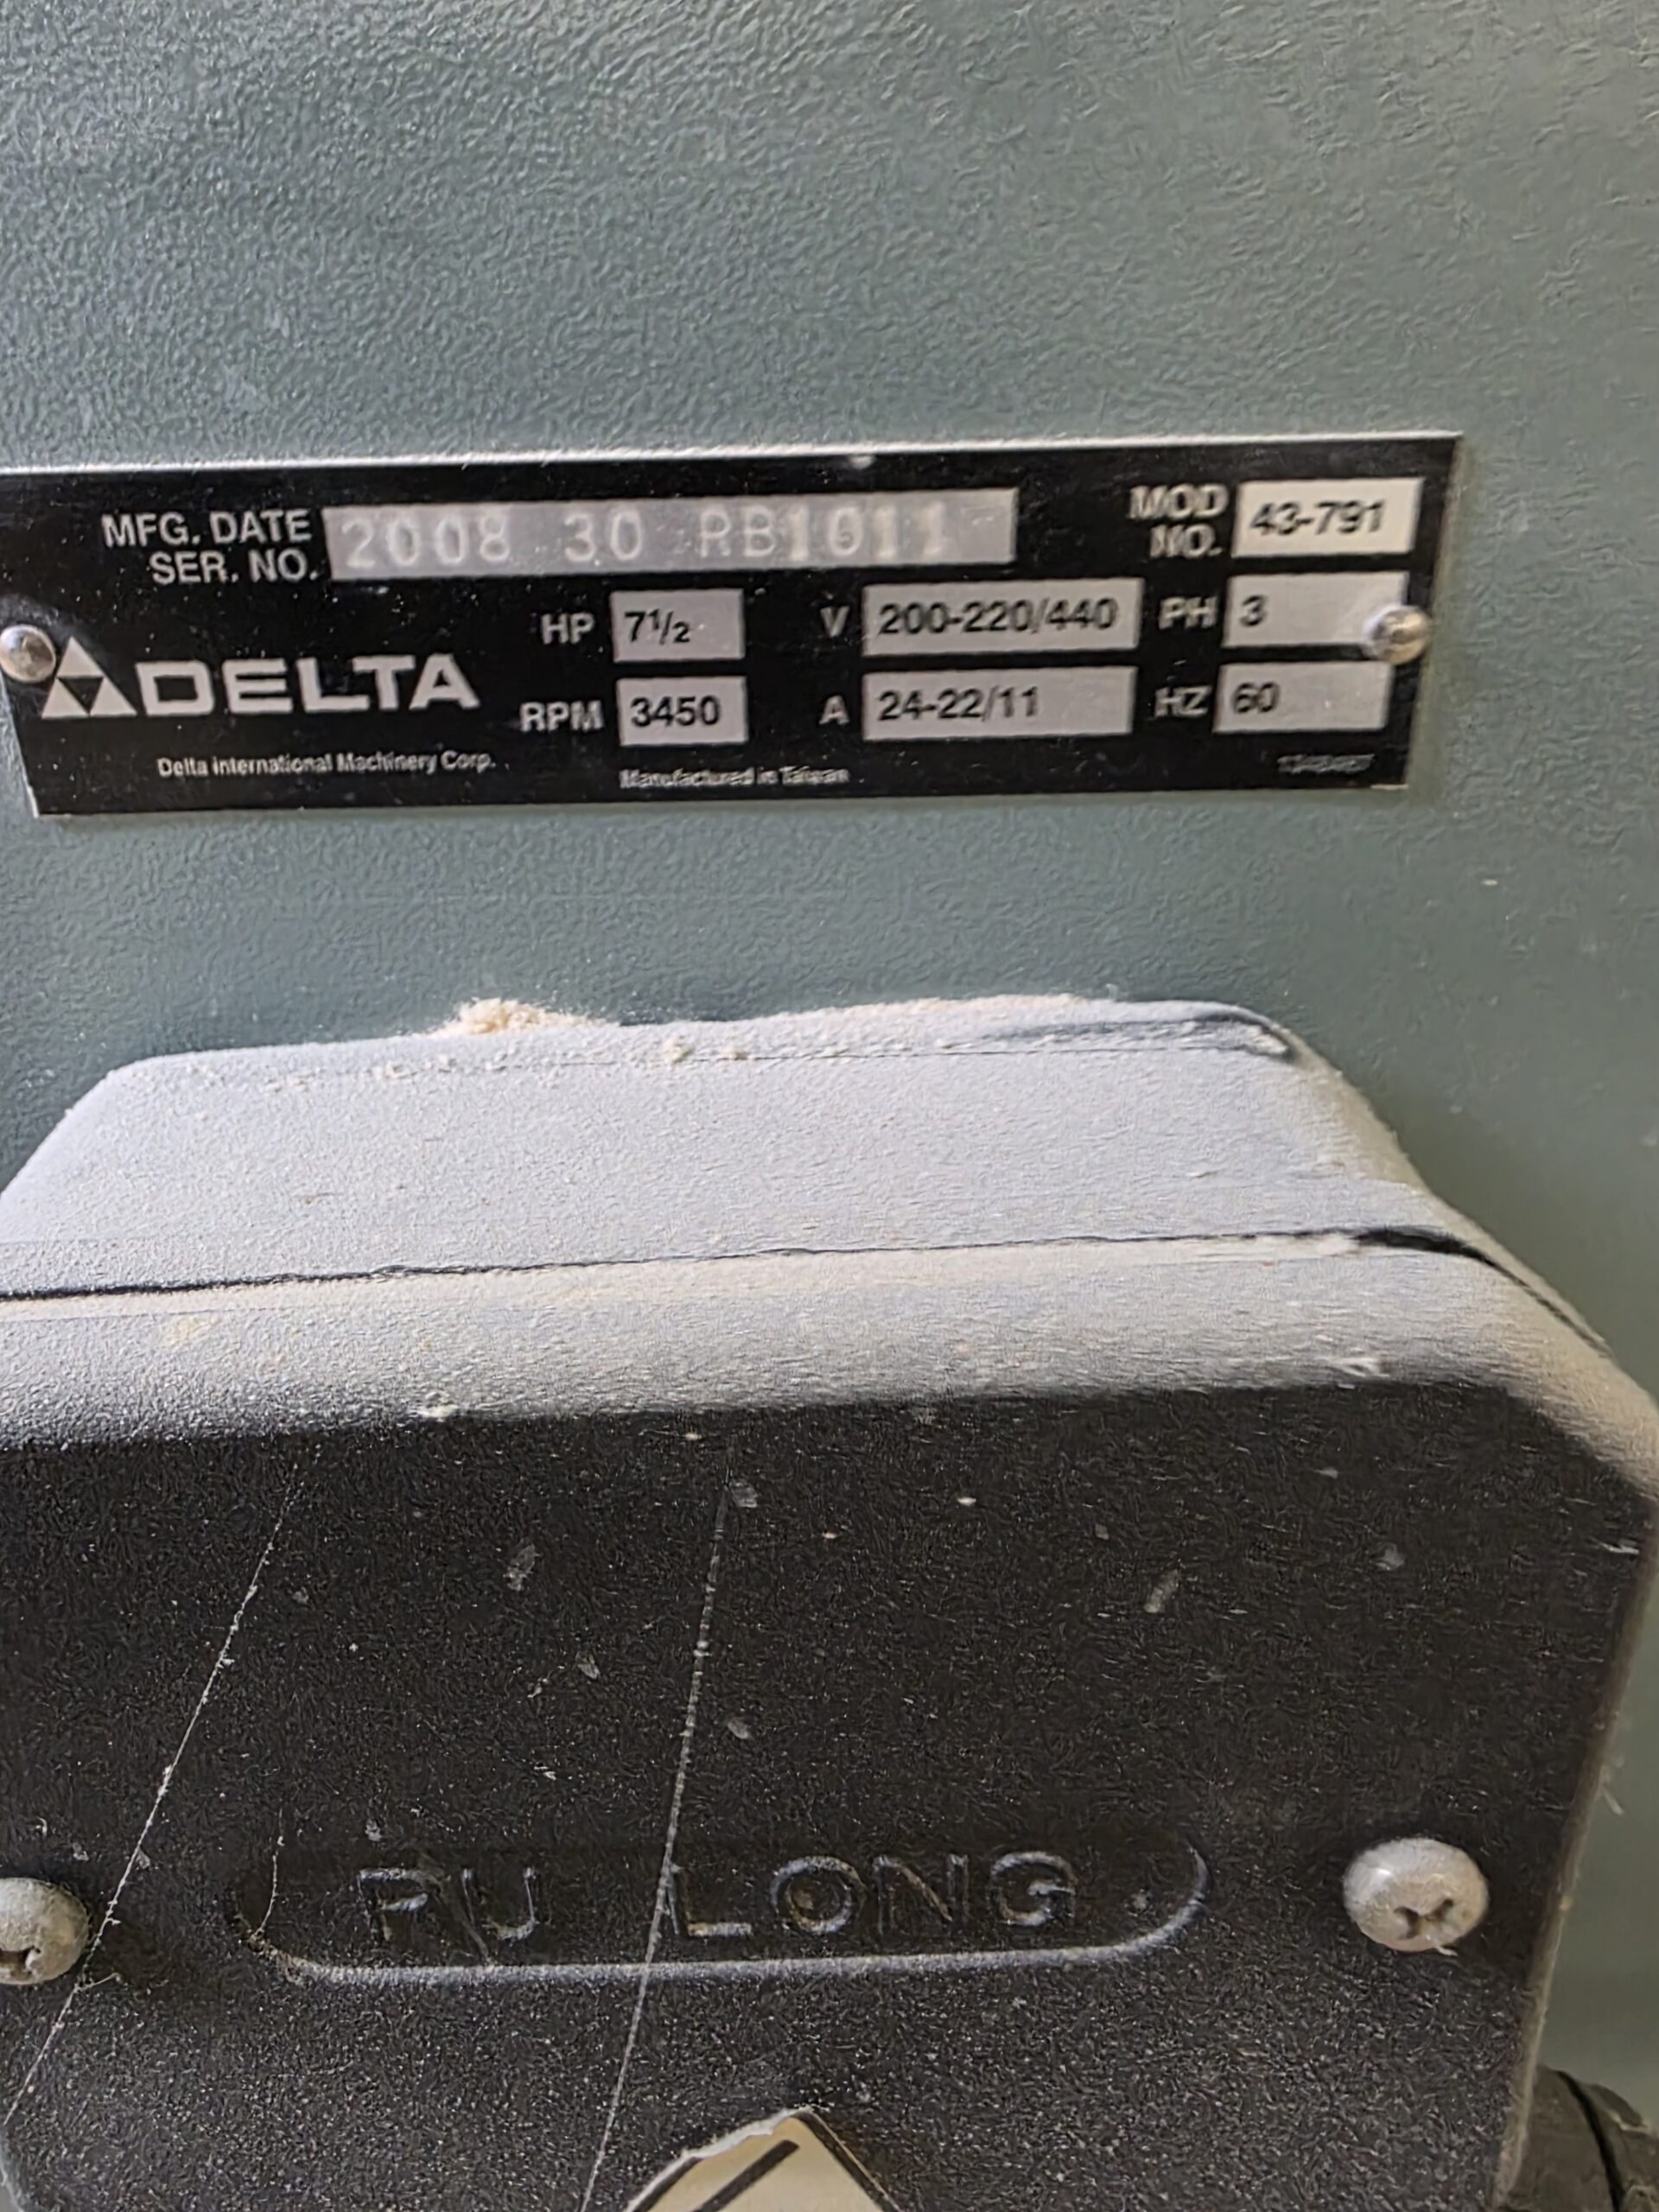 MFG. DATE 2008 30 RB1011
SER. NO.
MOD NO. 43-791
HP 7 1/2 V 200-220/440 PH 3
DELTA
RPM 3450 A 24-22/11 HZ 60
Delta International Machinery Corp.
Manufactured in Taiwan
RU LONG